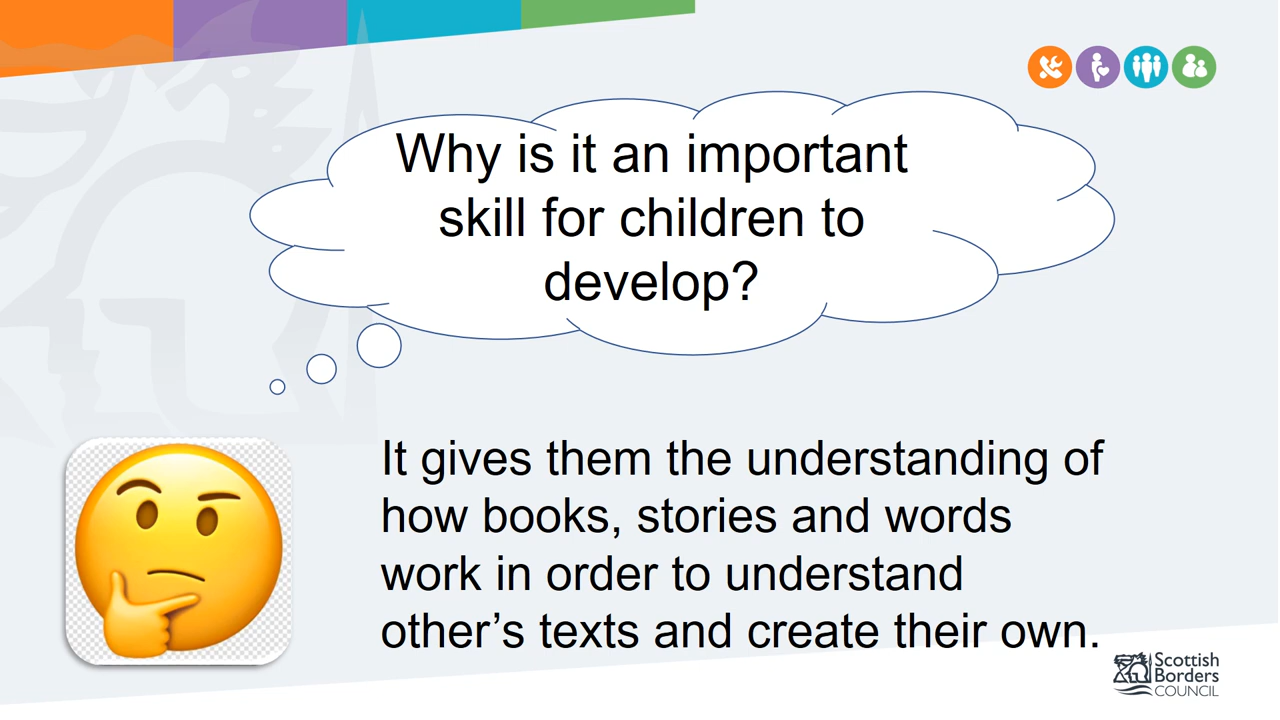 Why is it an important
skill for children to
develop?
It gives them the understanding of
how books, stories and words
work in order to understand
other’s texts and create their own.
Scottish
Borders
COUNCIL